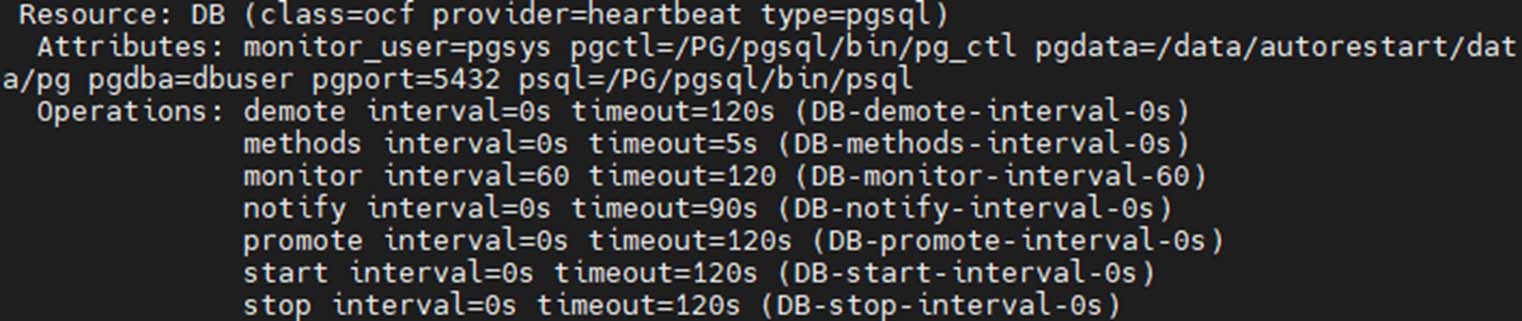 Resource: DB (class=ocf provider=heartbeat type=pgsql)
Attributes: monitor_user=pgsys pgctl=/PG/pgsql/bin/pg_ctl pgdata=/data/autorestart/dat
a/pg pgdba=dbuser pgport=5432 psql=/PG/pgsql/bin/psql
Operations: demote interval=0s timeout=120s (DB-demote-interval-0s)
methods interval=0s timeout=5s (DB-methods-interval-0s)
monitor interval=60 timeout=120 (DB-monitor-interval-60)
notify interval=0s timeout=90s (DB-notify-interval-0s)
promote interval=0s timeout=120s (DB-promote-interval-0s)
start interval=0s timeout=120s (DB-start-interval-0s)
stop interval=0s timeout=120s (DB-stop-interval-0s)